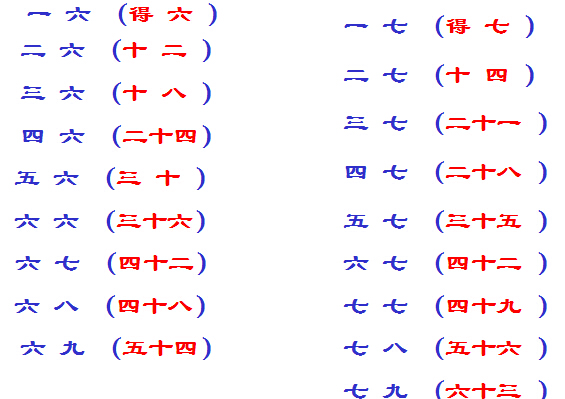 一 六 (得 六 )
二 六 (十 二 )
三 六 (十 八 )
四 六 (二十四)
五 六 (三 十 )
六 六 (三十六)
六 七 (四十二)
六 八 (四十八)
六 九 (五十四)
一 七 (得 七 )
二 七 (十 四 )
三 七 (二十一 )
四 七 (二十八 )
五 七 (三十五 )
六 七 (四十二 )
七 七 (四十九 )
七 八 (五十六 )
七 九 (六十三 )